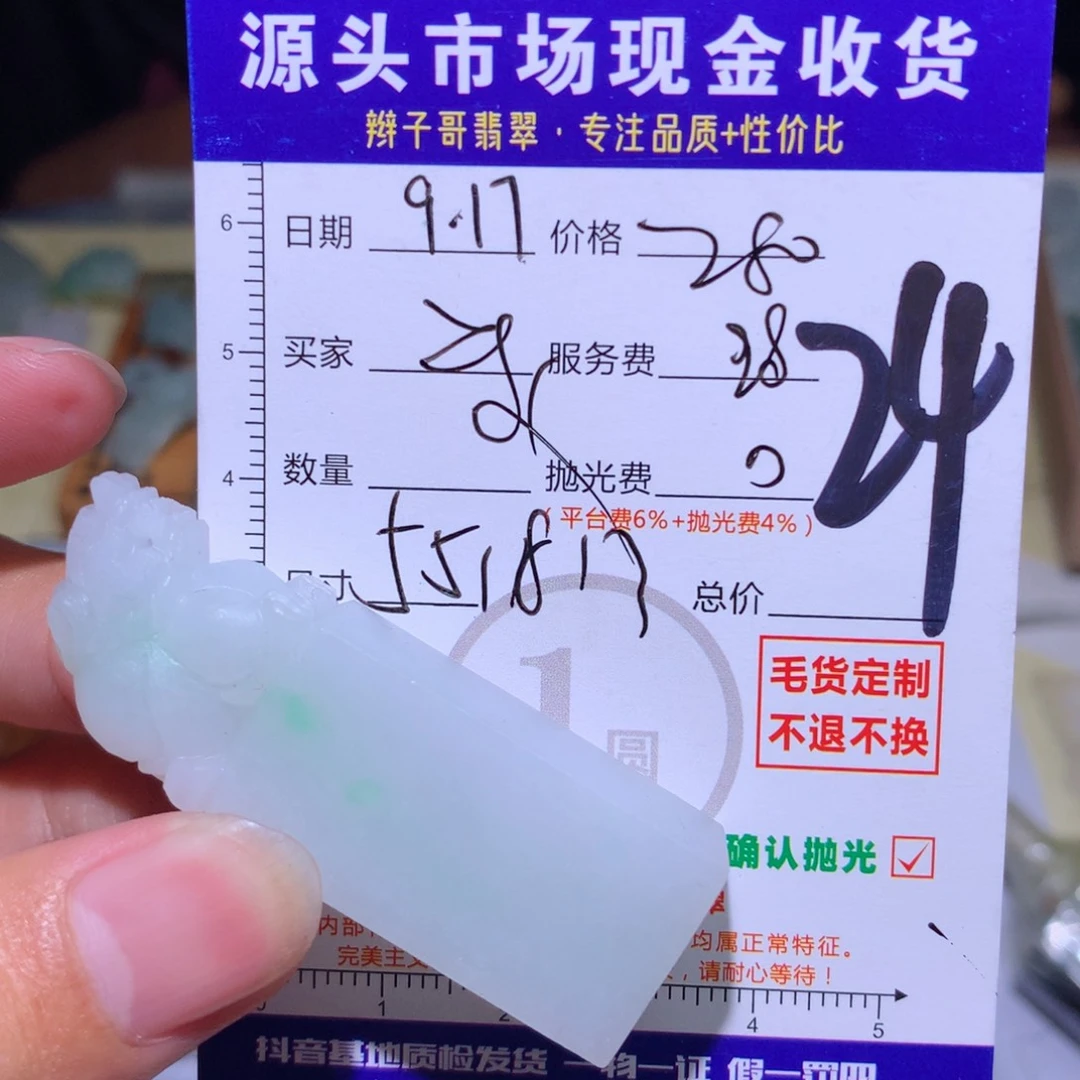 源头市场现金收货
辫子哥翡翠·专注品质+性价比
日期 9.17 价格 280
买家 服务费 28
24
数量 抛光费 0
(平台费6%+抛光费4%)
尺寸 55 18 13 总价
6
5
4
1
圆
毛货定制
不退不换
确认抛光 ☑
内部
均属正常特征。
完美主义
,请耐心等待!
1 2 4 5
抖音基地质检发货 一物一证 假一罚四